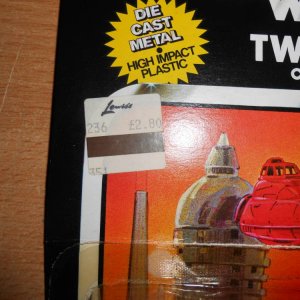 DIE
CAST
METAL
HIGH IMPACT
PLASTIC
TW
Lewis's
236 £2.80